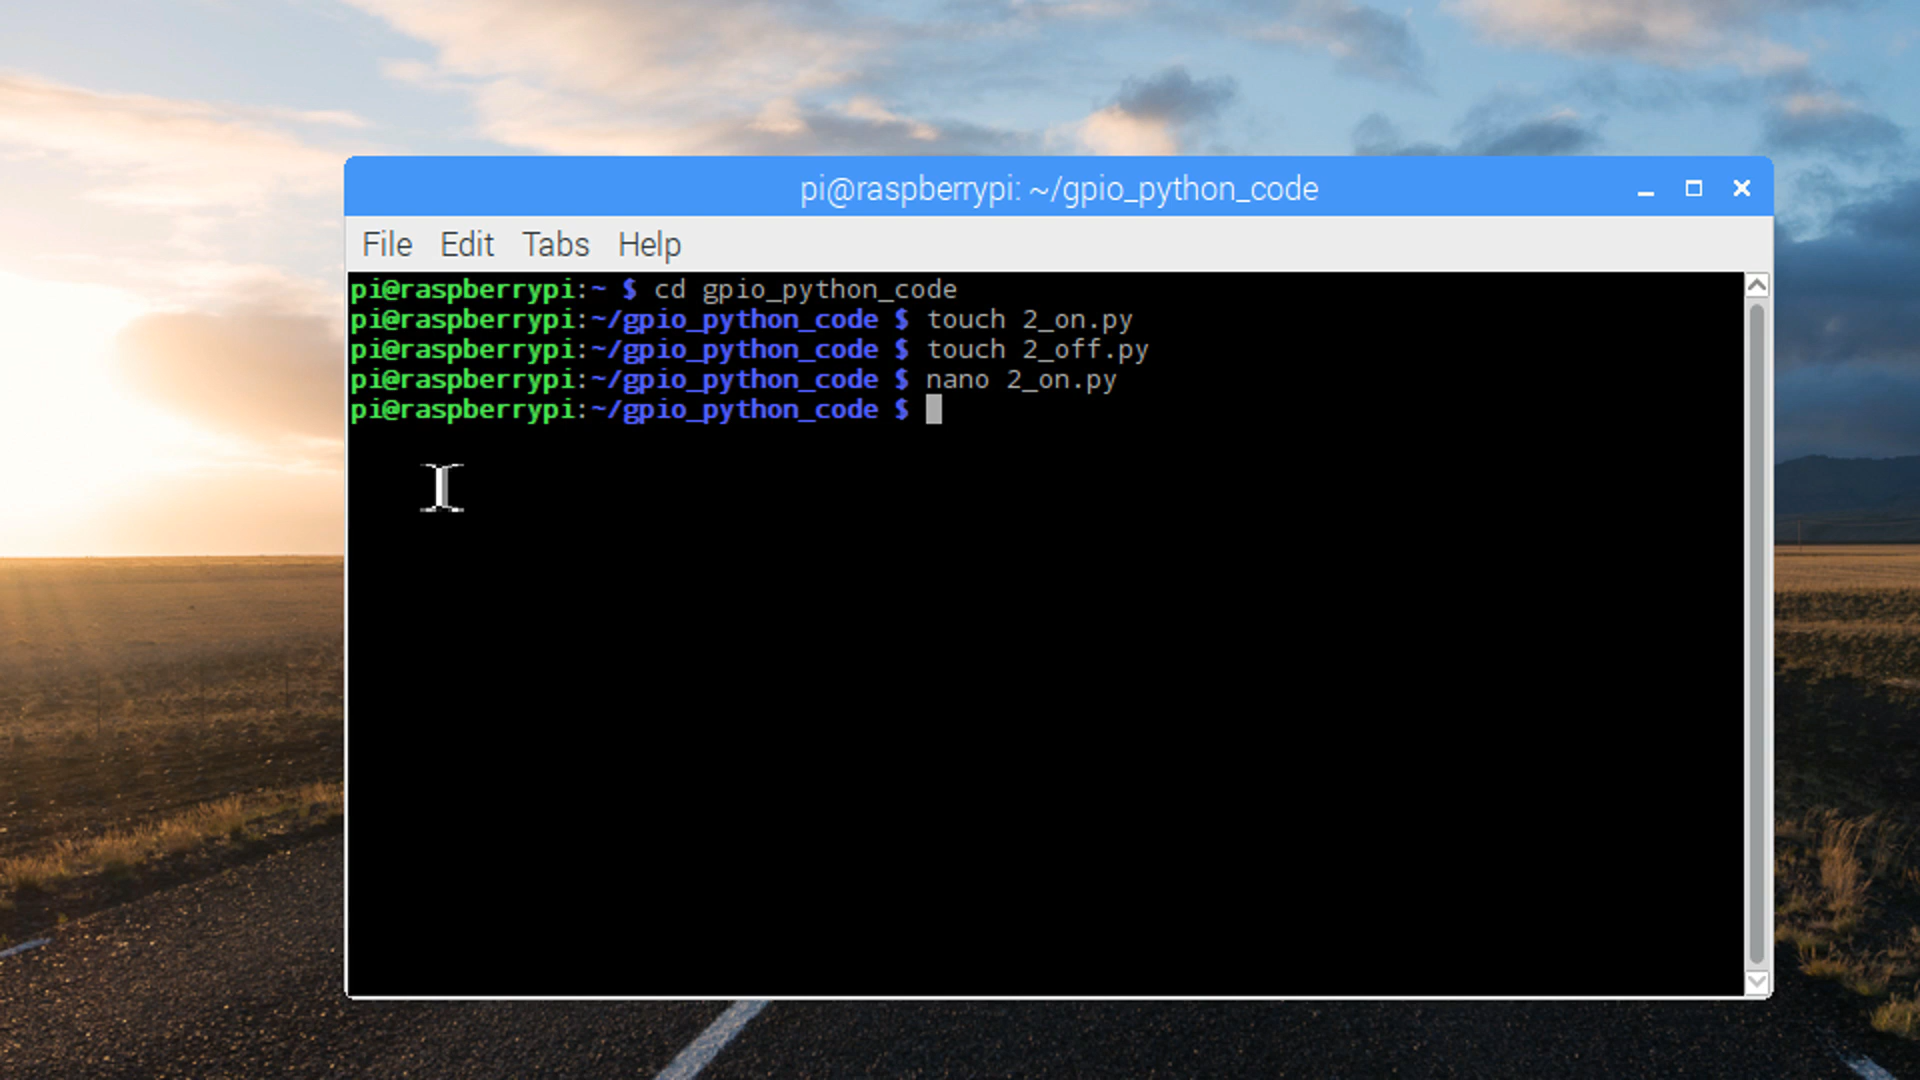 pi@raspberrypi: ~/gpio_python_code
File Edit Tabs Help
pi@raspberrypi:~ $ cd gpio_python_code
pi@raspberrypi:~/gpio_python_code $ touch 2_on.py
pi@raspberrypi:~/gpio_python_code $ touch 2_off.py
pi@raspberrypi:~/gpio_python_code $ nano 2_on.py
pi@raspberrypi:~/gpio_python_code $